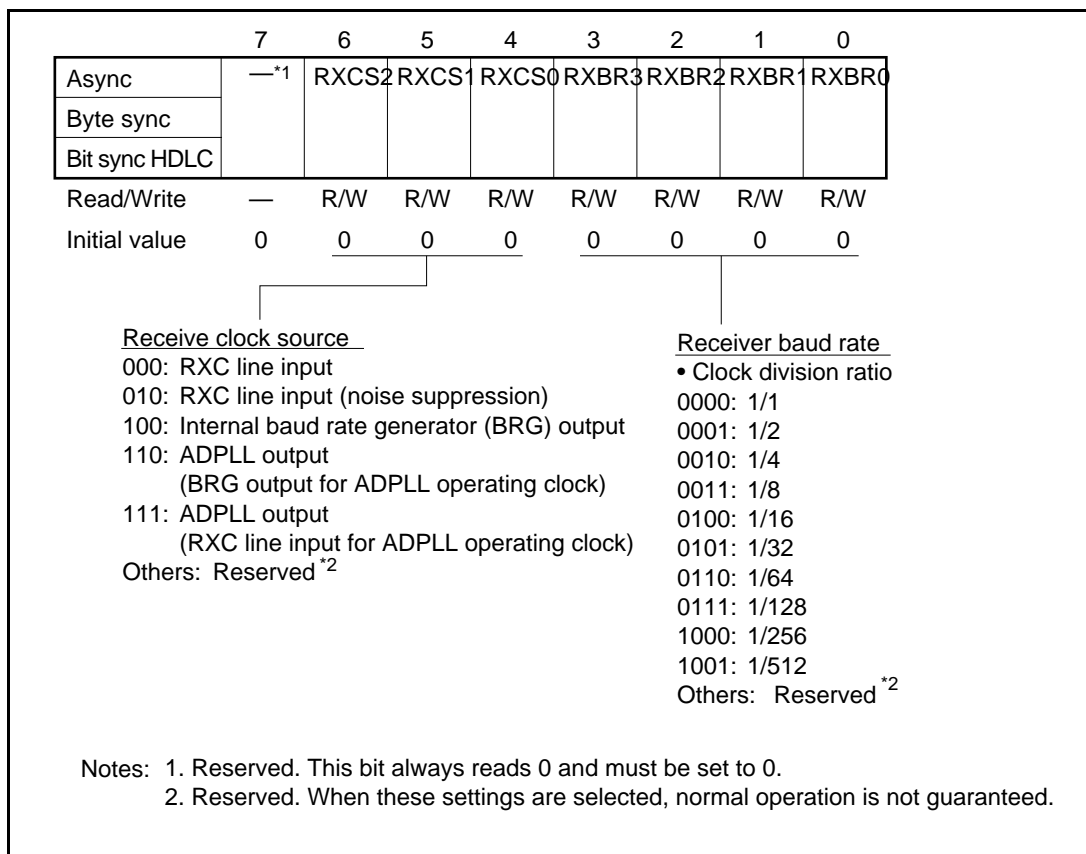 7 6 5 4 3 2 1 0
Async —*1 RXCS2 RXCS1 RXCS0 RXBR3 RXBR2 RXBR1 RXBR0
Byte sync
Bit sync HDLC
Read/Write — R/W R/W R/W R/W R/W R/W R/W
Initial value 0 0 0 0 0 0 0 0
Receive clock source
000: RXC line input
010: RXC line input (noise suppression)
100: Internal baud rate generator (BRG) output
110: ADPLL output
(BRG output for ADPLL operating clock)
111: ADPLL output
(RXC line input for ADPLL operating clock)
Others: Reserved *2
Receiver baud rate
• Clock division ratio
0000: 1/1
0001: 1/2
0010: 1/4
0011: 1/8
0100: 1/16
0101: 1/32
0110: 1/64
0111: 1/128
1000: 1/256
1001: 1/512
Others: Reserved *2
Notes: 1. Reserved. This bit always reads 0 and must be set to 0.
2. Reserved. When these settings are selected, normal operation is not guaranteed.